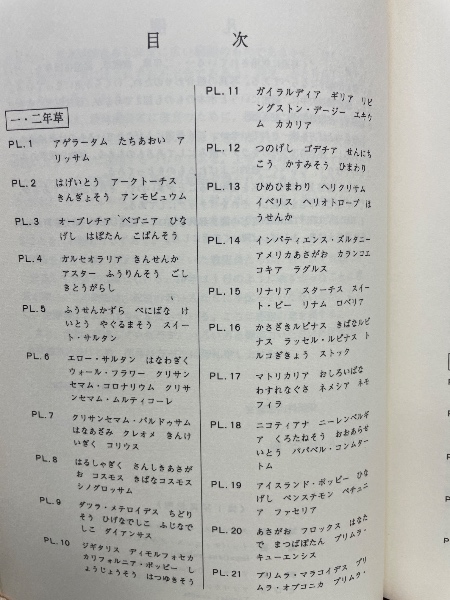 目次
一・二年草
PL.1 アゲラータム たちあおい ア
リッサム
PL.2 はげいとう アークトーチス
きんぎょそう アンモビュウム
PL.3 オーブレチア ベゴニア ひな
げし はぼたん こばんそう
PL.4 カルセオラリア きんせんか
アスター ふうりんそう ごし
きとうがらし
PL.5 ふうせんかずら べにばな け
いとう やぐるまそう スイー
ト・サルタン
PL.6 エロー・サルタン はなわぎく
ウォール・フラワー クリサン
セマム・コロナリウム クリサ
ンセマム・ムルティコーレ
PL.7 クリサンセマム・パルドゥサム
はなあざみ クレオメ きんけ
いぎく コリウス
PL.8 はるしゃぎく さんしきあさが
お コスモス きばなコスモス
シノグロッサム
PL.9 ダツラ・メテロイデス ちどり
そう ひげなでしこ ふじなで
しこ ダイアンサス
PL.10 ジギタリス ディモルフォセカ
カリフォルニア・ポッピー し
ょうじょうそう はつゆきそう
PL.11 ガイラルディア ギリア リビ
ングストン・デージー エキウ
ム カカリア
PL.12 つのげし ゴデチア せんにち
こう かすみそう ひまわり
PL.13 ひめひまわり ヘリクリサム
イベリス ヘリオトロープ ほ
うせんか
PL.14 インパティエンス・ズルタニー
アメリカあさがお カランコエ
コキア ラグルス
PL.15 リナリア スターチス スイー
ト・ピー リナム ロベリア
PL.16 かさざきルピナス きばなルピ
ナス ラッセル・ルピナス ト
ルコぎきょう ストック
PL.17 マトリカリア おしろいばな
わすれなぐさ ネメシア ネモ
フィラ
PL.18 ニコティアナ ニーレンベルギ
ア くろたねそう おおあらせ
いとう パパベル・コンムター
トム
PL.19 アイスランド・ポッピー ひな
げし ペンステモン ペチュニ
ア ファセリア
PL.20 あさがお フロックス はなた
で まつばぼたん プリムラ・
キューエンシス
PL.21 プリムラ・マラコイデス プリ
ムラ・オブコニカ プリムラ・